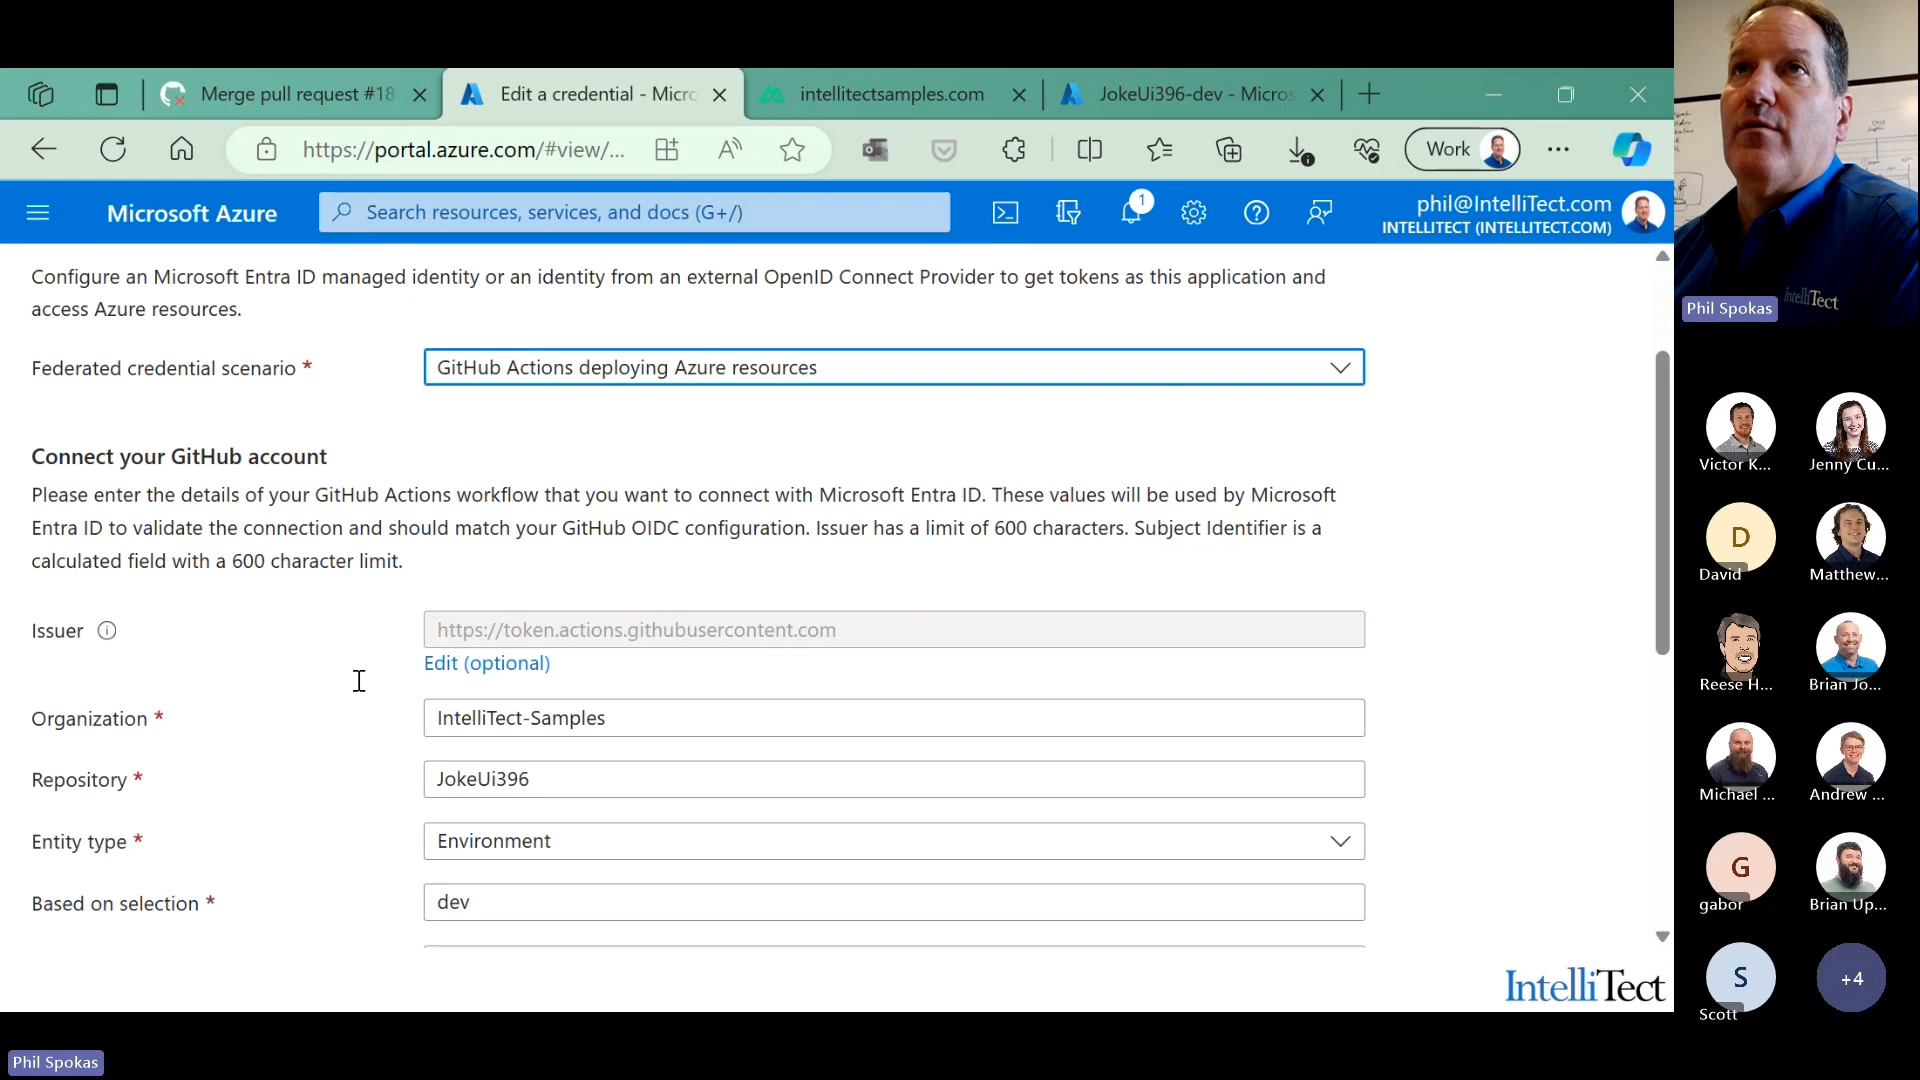 Merge pull request #18
Edit a credential - Micro
intellitectsamples.com
JokeUi396-dev - Micros
https://portal.azure.com/#view/...
Work
Microsoft Azure
Search resources, services, and docs (G+/)
1
phil@IntelliTect.com
INTELLITECT (INTELLITECT.COM)
Configure an Microsoft Entra ID managed identity or an identity from an external OpenID Connect Provider to get tokens as this application and
access Azure resources.
Federated credential scenario *
GitHub Actions deploying Azure resources
Connect your GitHub account
Please enter the details of your GitHub Actions workflow that you want to connect with Microsoft Entra ID. These values will be used by Microsoft
Entra ID to validate the connection and should match your GitHub OIDC configuration. Issuer has a limit of 600 characters. Subject Identifier is a
calculated field with a 600 character limit.
Issuer
https://token.actions.githubusercontent.com
Edit (optional)
Organization *
IntelliTect-Samples
Repository *
JokeUi396
Entity type *
Environment
Based on selection *
dev
IntelliTect
Phil Spokas
IntelliTect
Phil Spokas
Victor K...
Jenny Cu...
D
David
Matthew...
Reese H...
Brian Jo...
Michael ...
Andrew ...
G
gabor
Brian Up...
S
Scott
+4